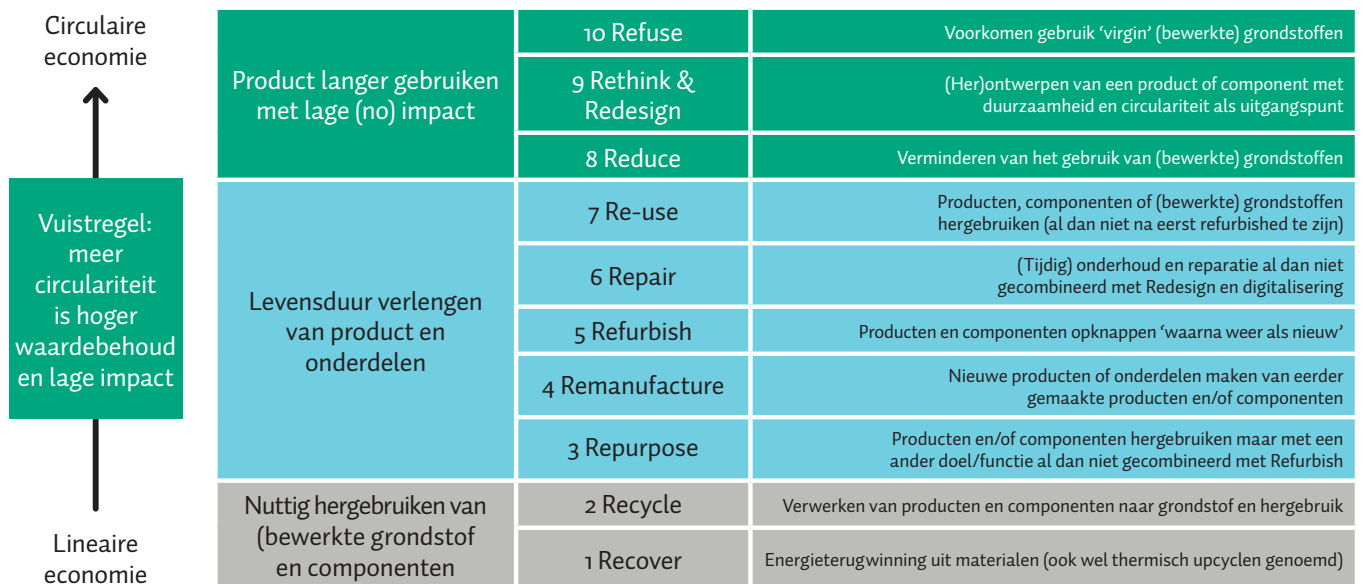 Circulaire
economie
Vuistregel:
meer
circulariteit
is hoger
waardebehoud
en lage impact
Lineaire
economie
Product langer gebruiken
met lage (no) impact
10 Refuse
Voorkomen gebruik ‘virgin’ (bewerkte) grondstoffen
9 Rethink &
Redesign
(Her)ontwerpen van een product of component met
duurzaamheid en circulariteit als uitgangspunt
8 Reduce
Verminderen van het gebruik van (bewerkte) grondstoffen
Levensduur verlengen
van product en
onderdelen
7 Re-use
Producten, componenten of (bewerkte) grondstoffen
hergebruiken (al dan niet na eerst refurbished te zijn)
6 Repair
(Tijdig) onderhoud en reparatie al dan niet
gecombineerd met Redesign en digitalisering
5 Refurbish
Producten en componenten opknappen ‘waarna weer als nieuw’
4 Remanufacture
Nieuwe producten of onderdelen maken van eerder
gemaakte producten en/of componenten
3 Repurpose
Producten en/of componenten hergebruiken maar met een
ander doel/functie al dan niet gecombineerd met Refurbish
Nuttig hergebruiken van
(bewerkte grondstof
en componenten
2 Recycle
Verwerken van producten en componenten naar grondstof en hergebruik
1 Recover
Energieterugwinning uit materialen (ook wel thermisch upcyclen genoemd)